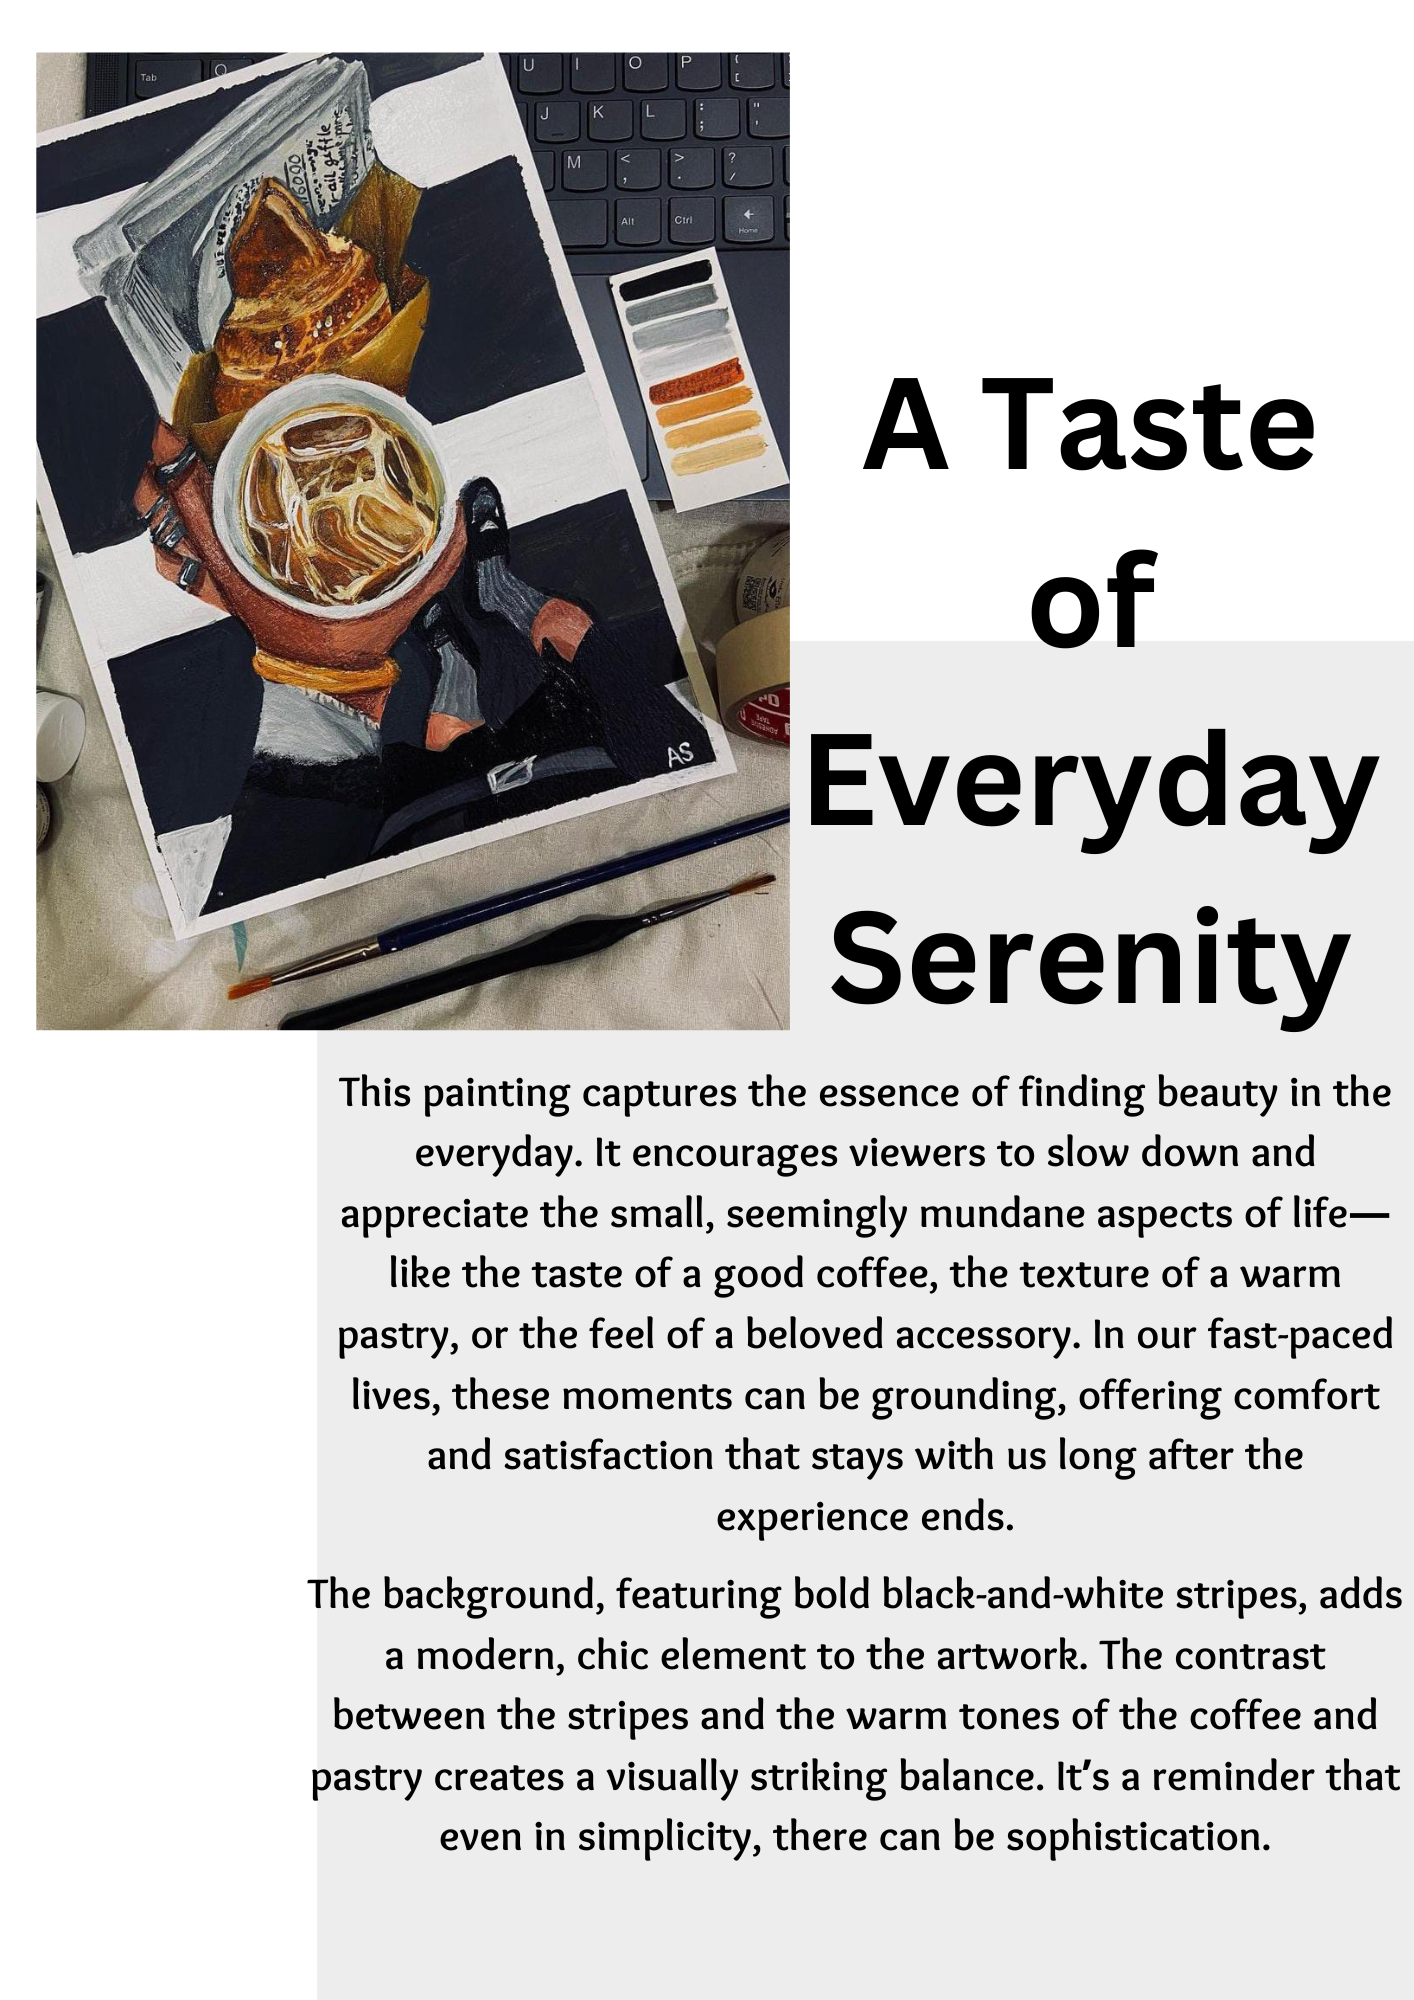 Tab
Q
U I O P
J K L ; "
M < , > . ? /
Alt Ctrl Home
16000
AS
ADHESIVE
TAPE
A Taste
of
Everyday
Serenity
This painting captures the essence of finding beauty in the
everyday. It encourages viewers to slow down and
appreciate the small, seemingly mundane aspects of life—
like the taste of a good coffee, the texture of a warm
pastry, or the feel of a beloved accessory. In our fast-paced
lives, these moments can be grounding, offering comfort
and satisfaction that stays with us long after the
experience ends.
The background, featuring bold black-and-white stripes, adds
a modern, chic element to the artwork. The contrast
between the stripes and the warm tones of the coffee and
pastry creates a visually striking balance. It’s a reminder that
even in simplicity, there can be sophistication.